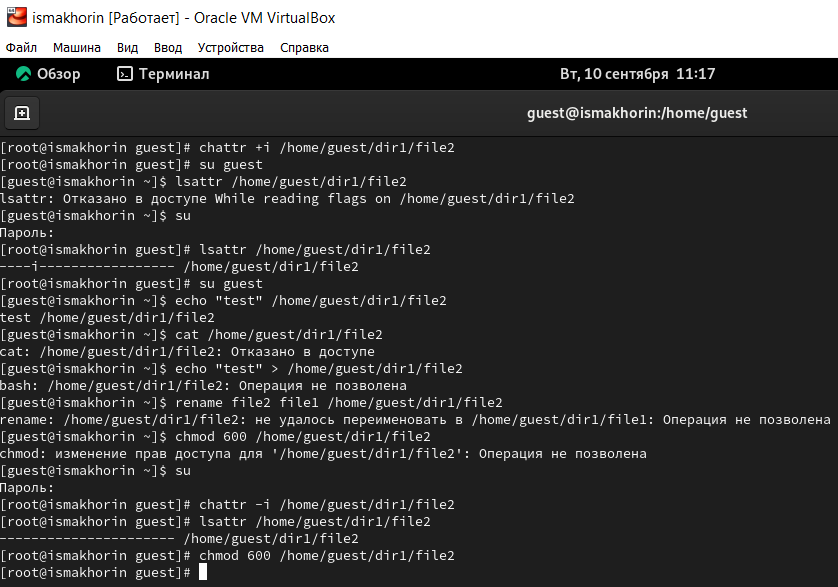 ismakhorin [Работает] - Oracle VM VirtualBox
Файл Машина Вид Ввод Устройства Справка
Обзор Терминал Вт, 10 сентября 11:17
guest@ismakhorin:/home/guest
[root@ismakhorin guest]# chattr +i /home/guest/dir1/file2
[root@ismakhorin guest]# su guest
[guest@ismakhorin ~]$ lsattr /home/guest/dir1/file2
lsattr: Отказано в доступе While reading flags on /home/guest/dir1/file2
[guest@ismakhorin ~]$ su
Пароль:
[root@ismakhorin guest]# lsattr /home/guest/dir1/file2
----i----------------- /home/guest/dir1/file2
[root@ismakhorin guest]# su guest
[guest@ismakhorin ~]$ echo "test" /home/guest/dir1/file2
test /home/guest/dir1/file2
[guest@ismakhorin ~]$ cat /home/guest/dir1/file2
cat: /home/guest/dir1/file2: Отказано в доступе
[guest@ismakhorin ~]$ echo "test" > /home/guest/dir1/file2
bash: /home/guest/dir1/file2: Операция не позволена
[guest@ismakhorin ~]$ rename file2 file1 /home/guest/dir1/file2
rename: /home/guest/dir1/file2: не удалось переименовать в /home/guest/dir1/file1: Операция не позволена
[guest@ismakhorin ~]$ chmod 600 /home/guest/dir1/file2
chmod: изменение прав доступа для '/home/guest/dir1/file2': Операция не позволена
[guest@ismakhorin ~]$ su
Пароль:
[root@ismakhorin guest]# chattr -i /home/guest/dir1/file2
[root@ismakhorin guest]# lsattr /home/guest/dir1/file2
---------------------- /home/guest/dir1/file2
[root@ismakhorin guest]# chmod 600 /home/guest/dir1/file2
[root@ismakhorin guest]#